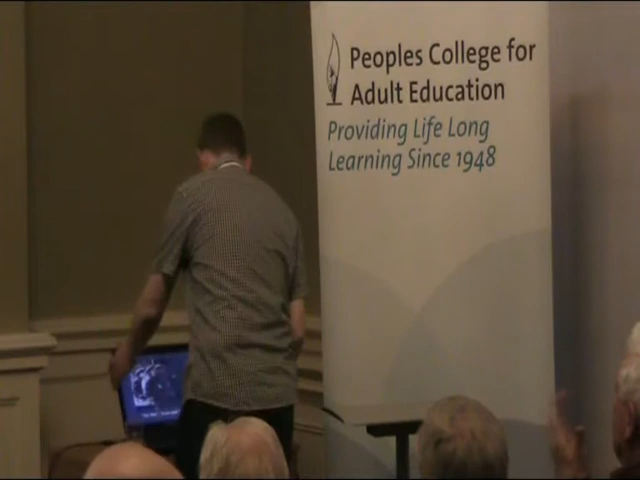 Peoples College for
Adult Education
Providing Life Long
Learning Since 1948